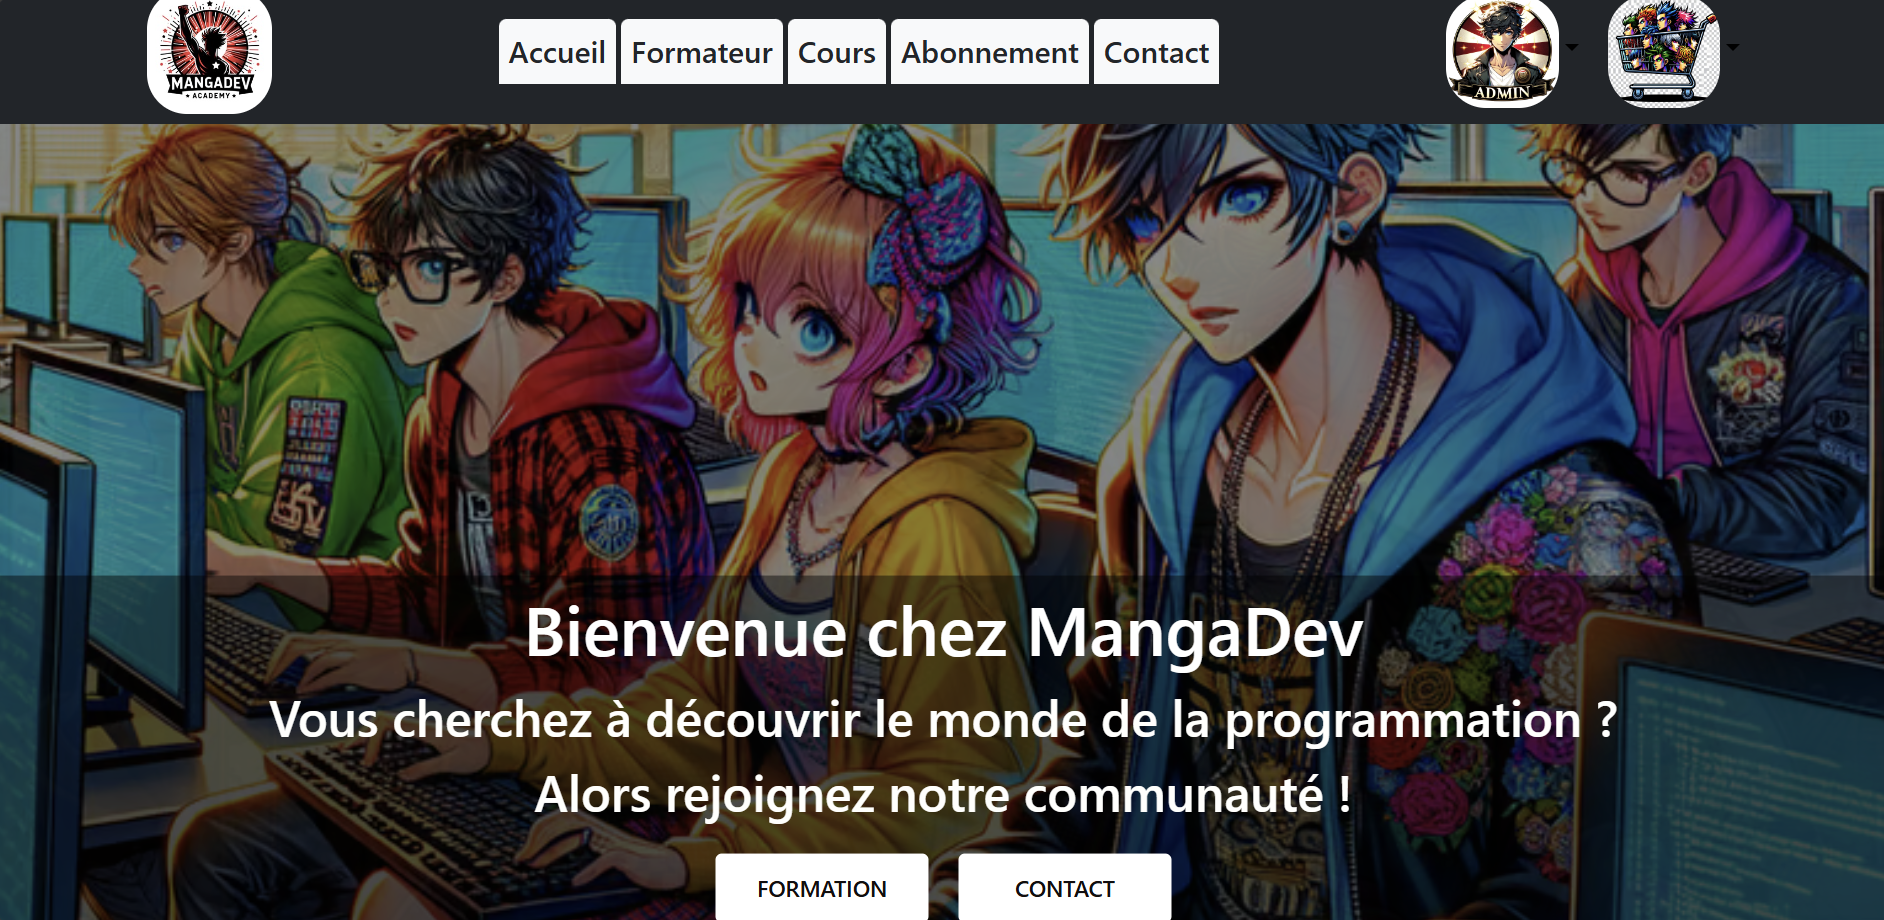 MANGADEV
ACADEMY
Accueil
Formateur
Cours
Abonnement
Contact
ADMIN
Bienvenue chez MangaDev
Vous cherchez à découvrir le monde de la programmation ?
Alors rejoignez notre communauté !
FORMATION
CONTACT